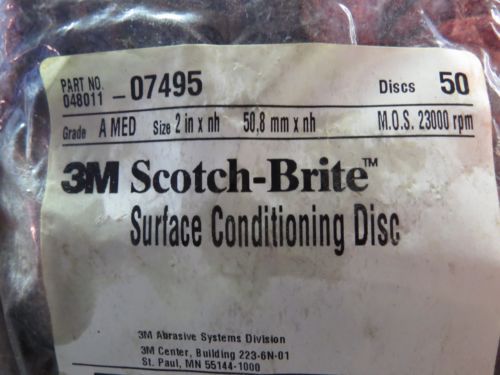 PART NO.
048011 – 07495 Discs 50
Grade A MED Size 2 in x nh 50,8 mm x nh M.O.S. 23000 rpm
3M Scotch-Brite™
Surface Conditioning Disc
3M Abrasive Systems Division
3M Center, Building 223-6N-01
St. Paul, MN 55144-1000